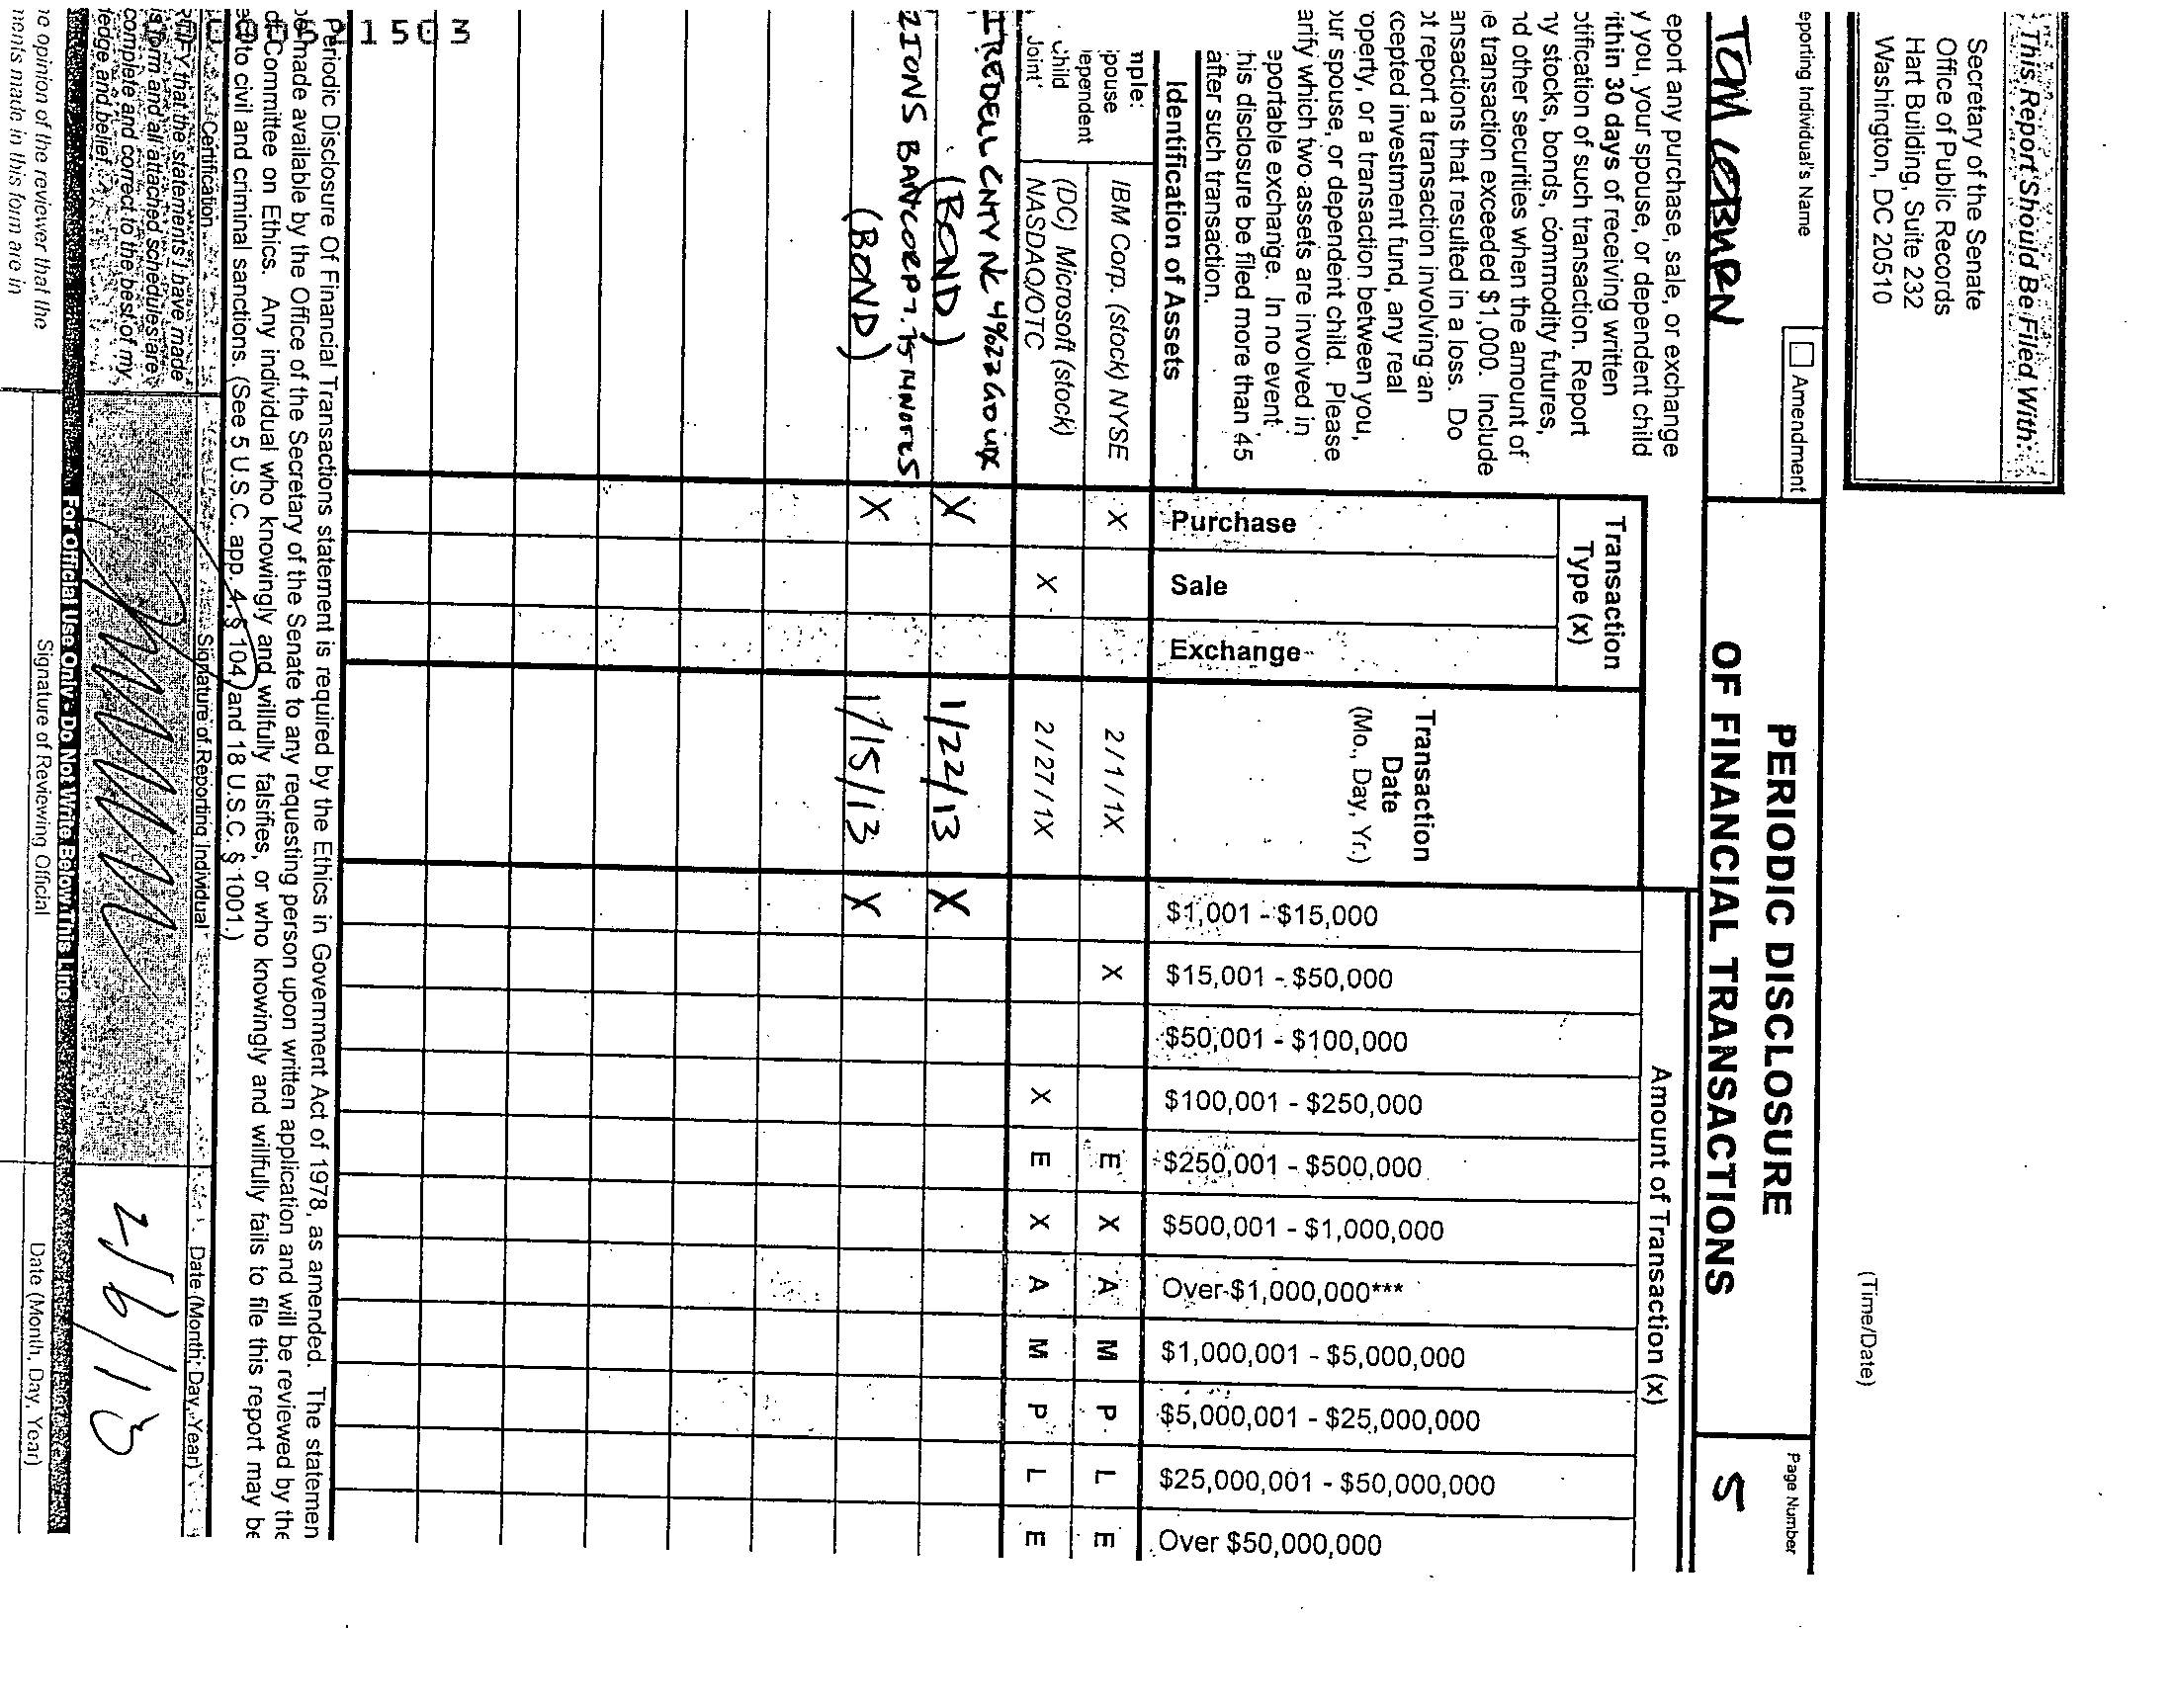 This Report Should Be Filed With:
Secretary of the Senate
Office of Public Records
Hart Building, Suite 232
Washington, DC 20510
(Time/Date)
eporting Individual's Name
Amendment
TOM COBURN
PERIODIC DISCLOSURE
OF FINANCIAL TRANSACTIONS
Page Number
5
eport any purchase, sale, or exchange
y you, your spouse, or dependent child
ithin 30 days of receiving written
otification of such transaction. Report
ny stocks, bonds, commodity futures,
nd other securities when the amount of
e transaction exceeded $1,000. Include
ansactions that resulted in a loss. Do
ot report a transaction involving an
xcepted investment fund, any real
operty, or a transaction between you,
our spouse, or dependent child. Please
arify which two assets are involved in
eportable exchange. In no event
his disclosure be filed more than 45
after such transaction.
Identification of Assets
Transaction
Type (x)
Purchase
Sale
Exchange
Transaction
Date
(Mo., Day, Yr.)
Amount of Transaction (x)
$1,001 - $15,000
$15,001 - $50,000
$50,001 - $100,000
$100,001 - $250,000
$250,001 - $500,000
$500,001 - $1,000,000
Over $1,000,000***
$1,000,001 - $5,000,000
$5,000,001 - $25,000,000
$25,000,001 - $50,000,000
Over $50,000,000
mple:
pouse
ependent
Child
Joint
IBM Corp. (stock) NYSE X 2/1/1X X E X A M P L E
(DC) Microsoft (stock)
NASDAQ/OTC X 2/27/1X X E X A M P L E
IREDELL CNTY NC 4%
(BOND) X 1/22/13 X
ZIONS BANCORP 7.75 NOTES
(BOND) X 1/15/13 X
Periodic Disclosure Of Financial Transactions statement is required by the Ethics in Government Act of 1978, as amended. The statemen
be made available by the Office of the Secretary of the Senate to any requesting person upon written application and will be reviewed by the
Committee on Ethics. Any individual who knowingly and willfully falsifies, or who knowingly and willfully fails to file this report may be
to civil and criminal sanctions. (See 5 U.S.C. app. 4, § 104, and 18 U.S.C. § 1001.)
Certification
Signature of Reporting Individual
Date (Month, Day, Year)
that the statements I have made
form and all attached schedules are
complete and correct to the best of my
ledge and belief.
2/6/13
For Official Use Only - Do Not Write Below This Line
he opinion of the reviewer that the
ments made in this form are in
Signature of Reviewing Official
Date (Month, Day, Year)